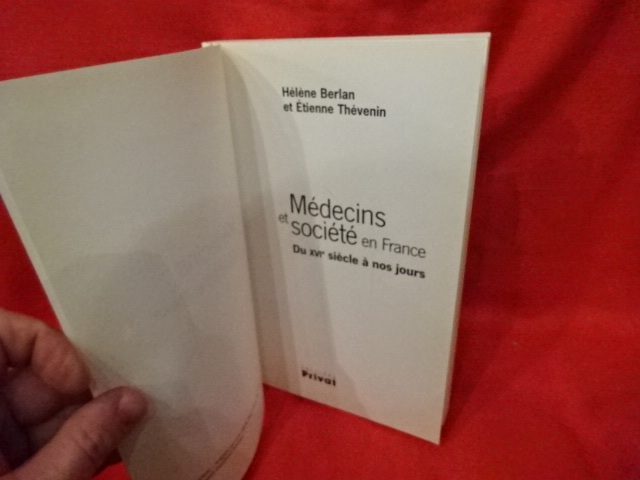 Hélène Berlan
et Étienne Thévenin
Médecins
et société en France
Du XVIe siècle à nos jours
Privat